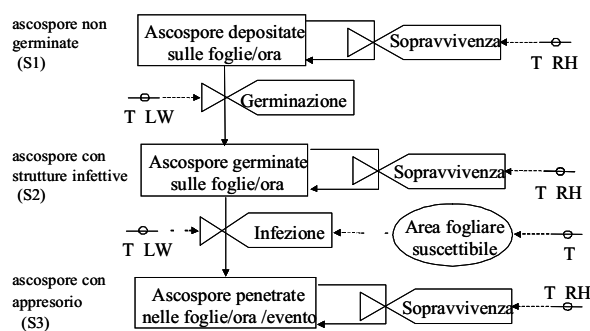 ascospore non
germinate
(S1)
Ascospore depositate
sulle foglie/ora
Sopravvivenza
T RH
T LW
Germinazione
ascospore con
strutture infettive
(S2)
Ascospore germinate
sulle foglie/ora
Sopravvivenza
T RH
T LW
Infezione
Area fogliare
suscettibile
T
ascospore con
appresorio
(S3)
Ascospore penetrate
nelle foglie/ora /evento
Sopravvivenza
T RH